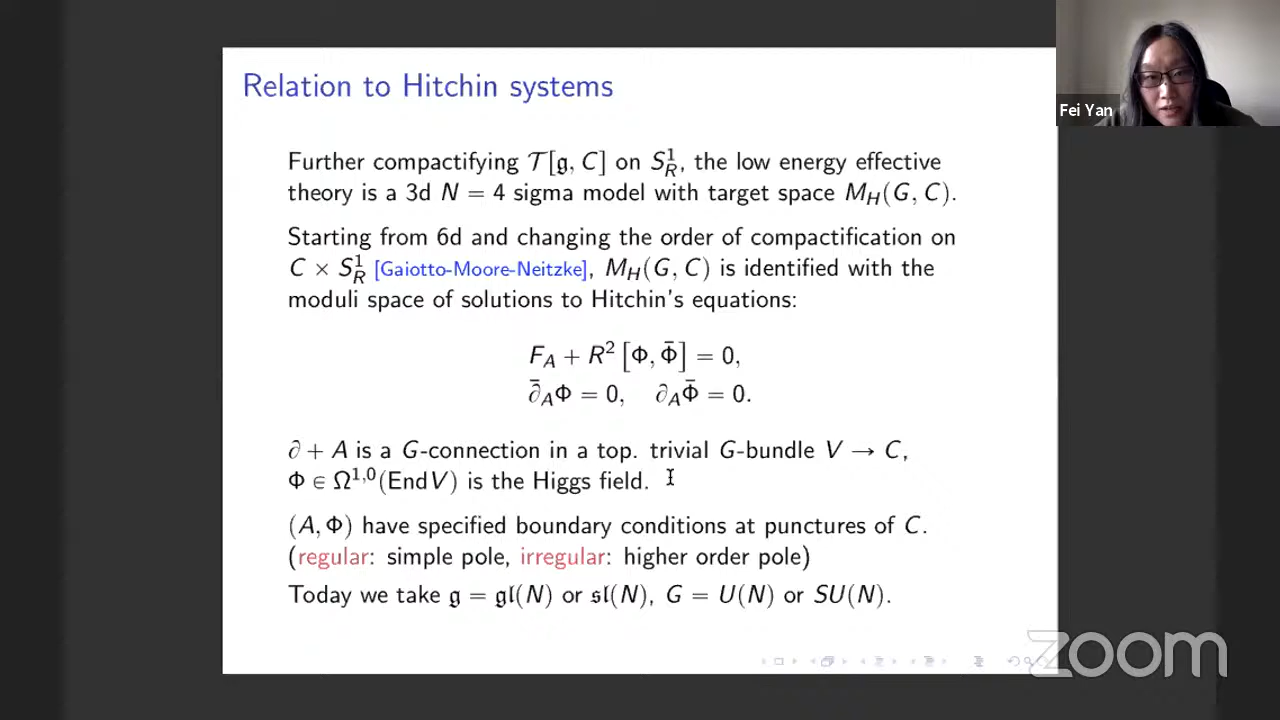 Relation to Hitchin systems
Fei Yan
Further compactifying 𝒯[𝔤, C] on S¹_R, the low energy effective
theory is a 3d N = 4 sigma model with target space M_H(G, C).
Starting from 6d and changing the order of compactification on
C × S¹_R [Gaiotto-Moore-Neitzke], M_H(G, C) is identified with the
moduli space of solutions to Hitchin's equations:
F_A + R² [Φ, Φ̄] = 0,
∂̄_AΦ = 0, ∂_AΦ̄ = 0.
∂ + A is a G-connection in a top. trivial G-bundle V → C,
Φ ∈ Ω^{1,0}(End V) is the Higgs field.
(A, Φ) have specified boundary conditions at punctures of C.
(regular: simple pole, irregular: higher order pole)
Today we take 𝔤 = 𝔤𝔩(N) or 𝔰𝔩(N), G = U(N) or SU(N).
zoom